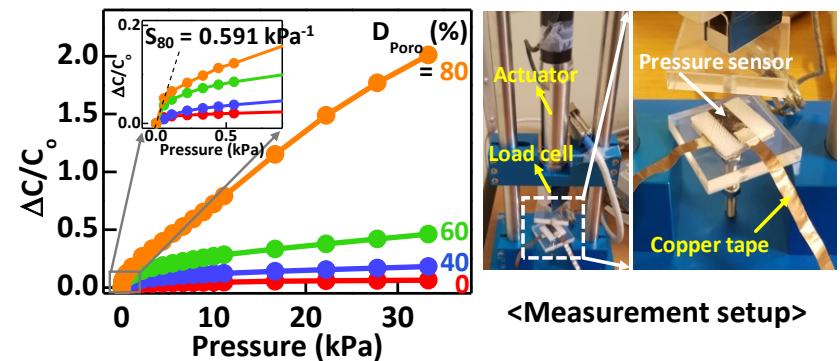 S80 = 0.591 kPa-1
DPoro (%)
= 80
60
40
0
ΔC/Co
0.2
0.0
0.0
0.5
Pressure (kPa)
ΔC/Co
2.0
1.5
1.0
0.5
0.0
0
10
20
30
Pressure (kPa)
Actuator
Load cell
Pressure sensor
Copper tape
<Measurement setup>